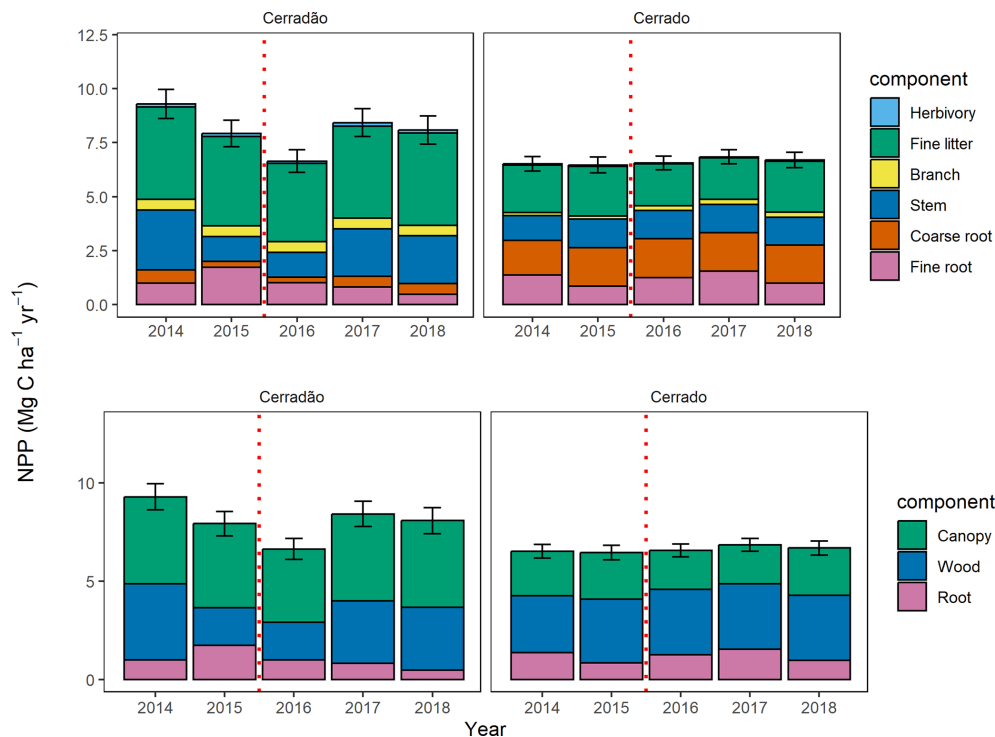 Cerradão
Cerrado
12.5
10.0
7.5
5.0
2.5
0.0
2014 2015 2016 2017 2018
2014 2015 2016 2017 2018
component
Herbivory
Fine litter
Branch
Stem
Coarse root
Fine root
NPP (Mg C ha⁻¹ yr⁻¹)
Cerradão
Cerrado
10
5
0
2014 2015 2016 2017 2018
2014 2015 2016 2017 2018
Year
component
Canopy
Wood
Root